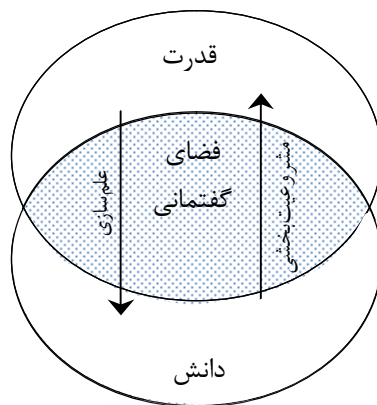 قدرت
فضای
گفتمانی
علم‌سازی
مشروعیت‌بخشی
دانش